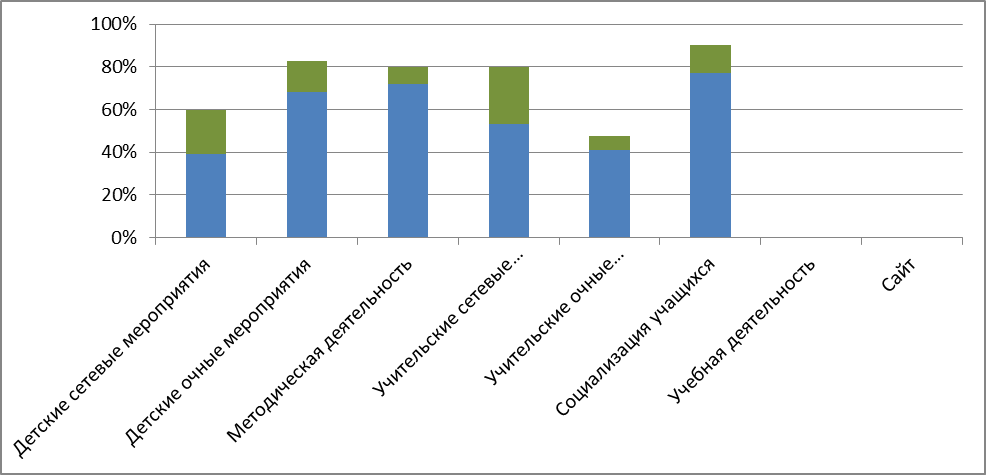 100%
80%
60%
40%
20%
0%
Детские сетевые мероприятия
Детские очные мероприятия
Методическая деятельность
Учительские сетевые...
Учительские очные...
Социализация учащихся
Учебная деятельность
Сайт